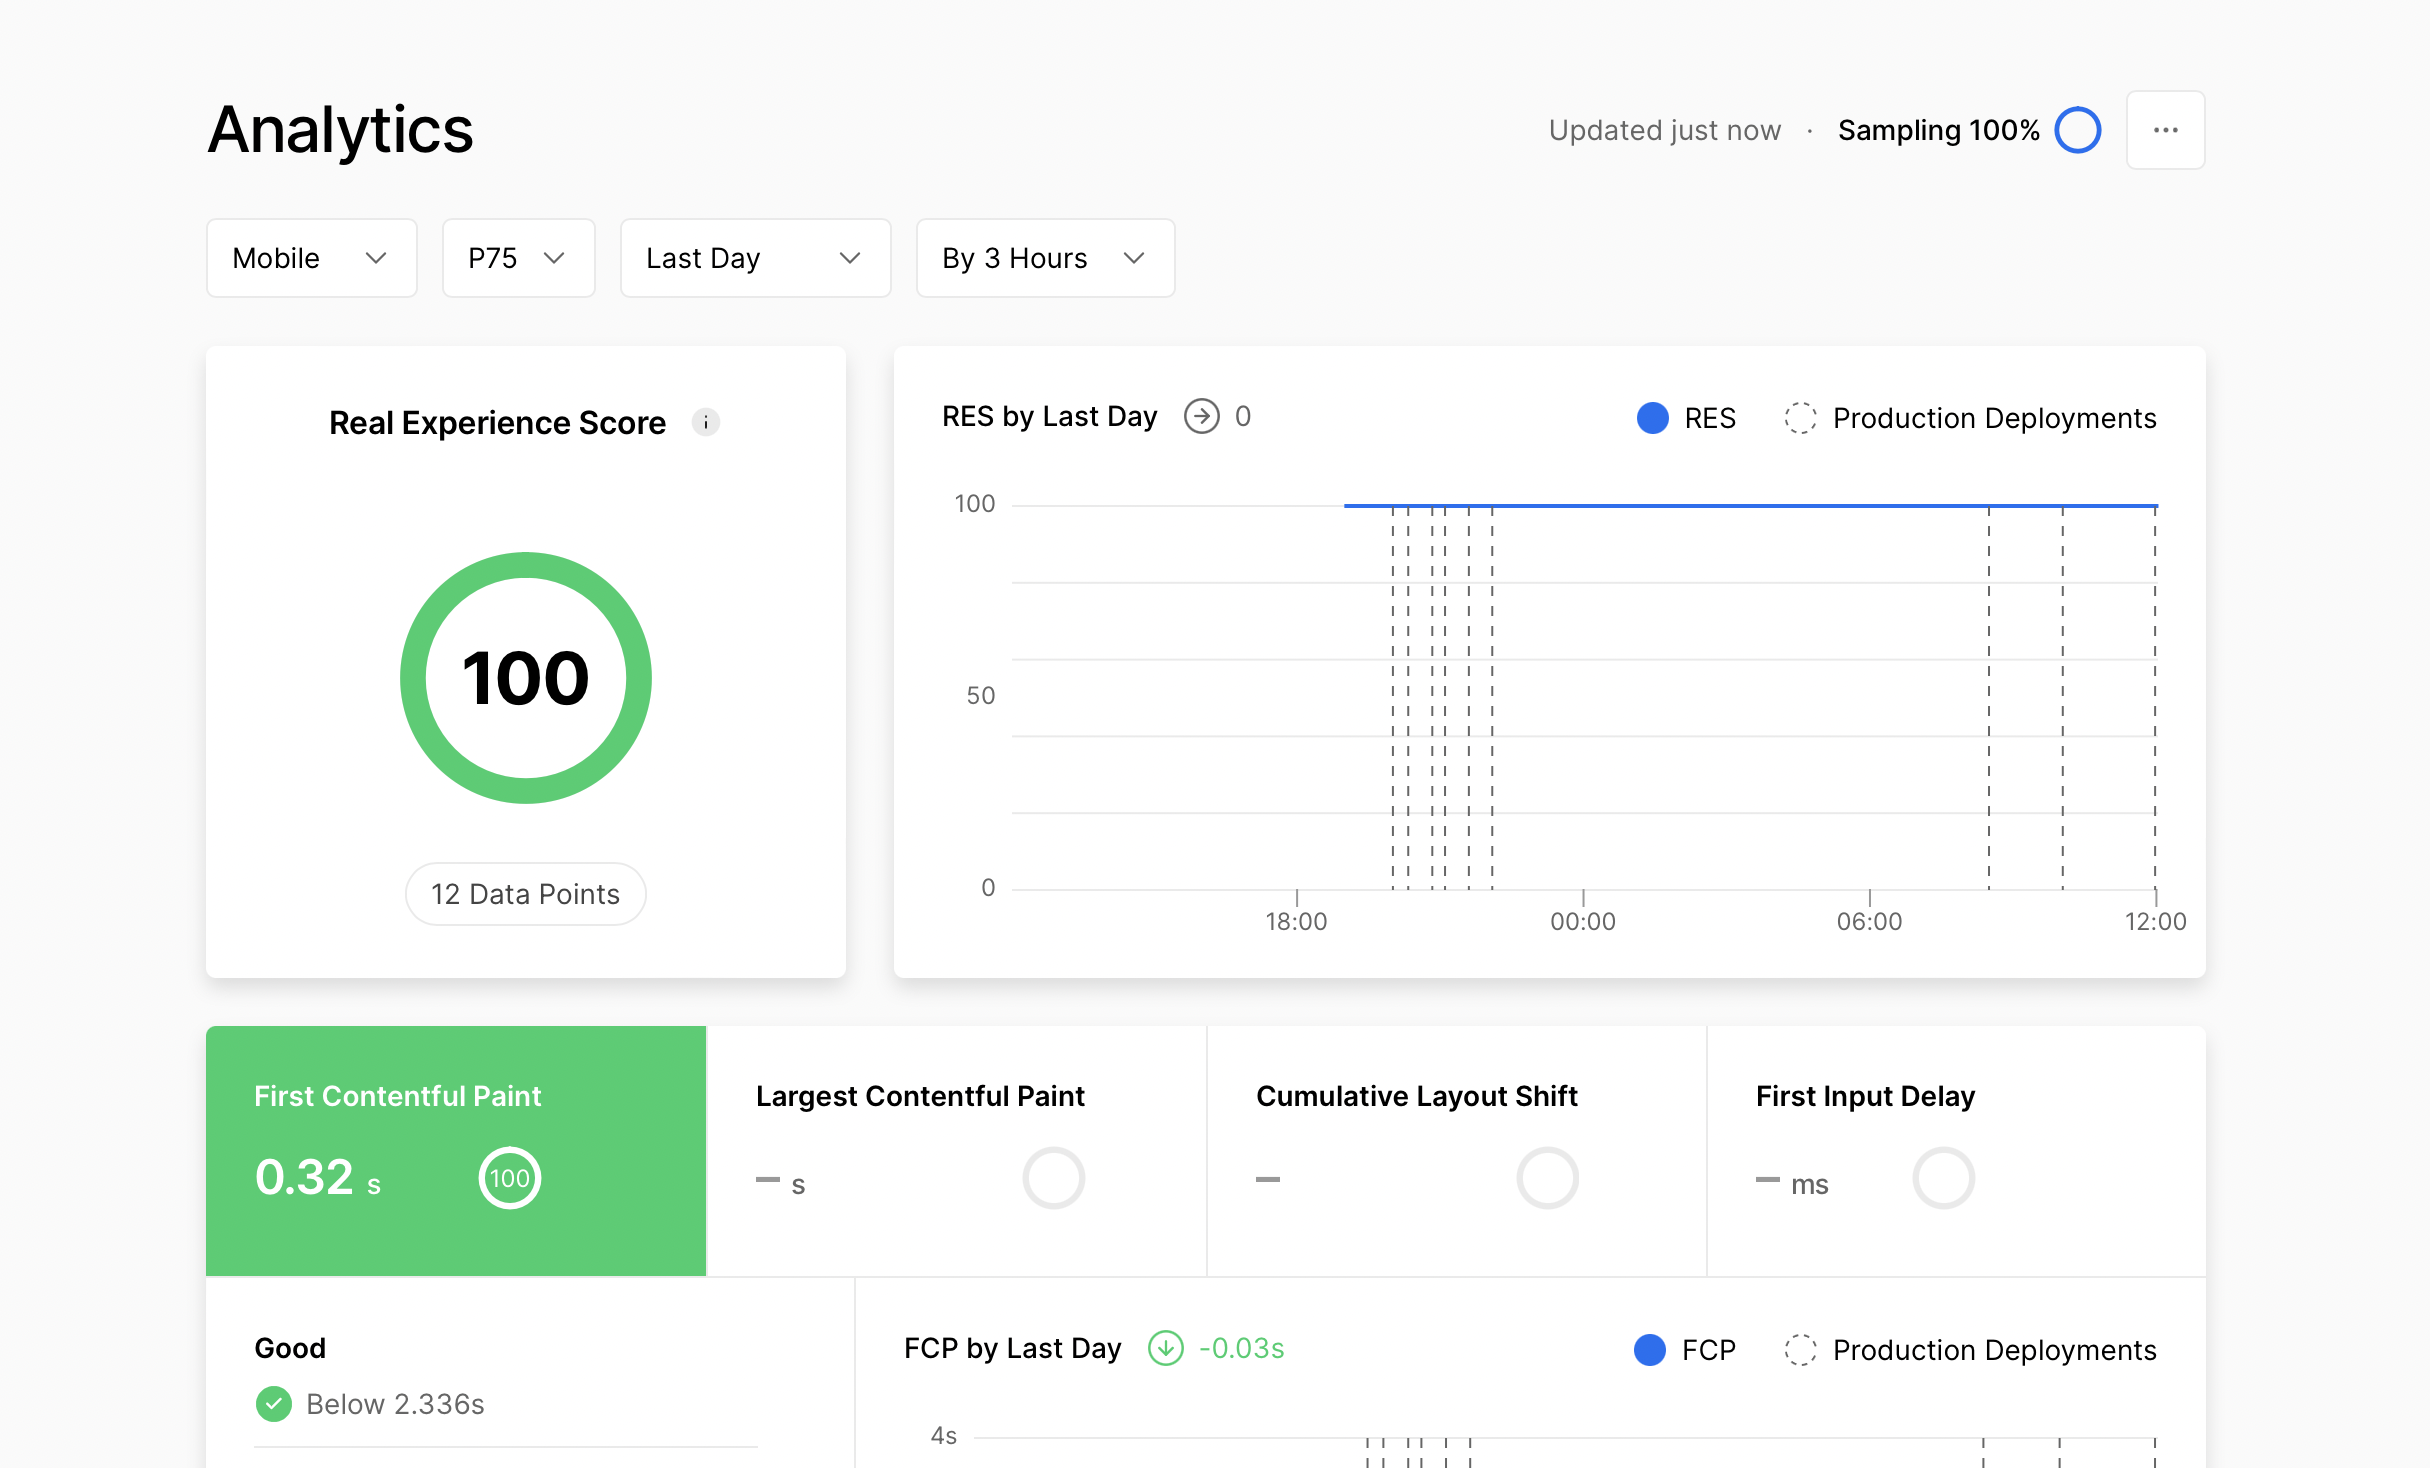 Analytics
Updated just now · Sampling 100%
Mobile
P75
Last Day
By 3 Hours
Real Experience Score
100
12 Data Points
RES by Last Day 0
RES
Production Deployments
100
50
0
18:00
00:00
06:00
12:00
First Contentful Paint
0.32 s
100
Largest Contentful Paint
– s
Cumulative Layout Shift
–
First Input Delay
– ms
Good
Below 2.336s
FCP by Last Day -0.03s
FCP
Production Deployments
4s